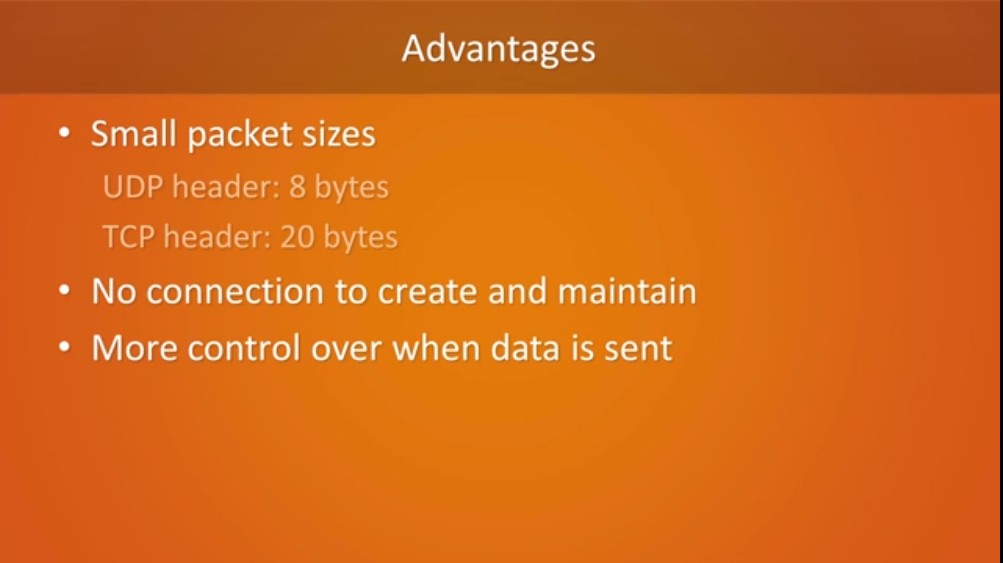 Advantages
• Small packet sizes
UDP header: 8 bytes
TCP header: 20 bytes
• No connection to create and maintain
• More control over when data is sent